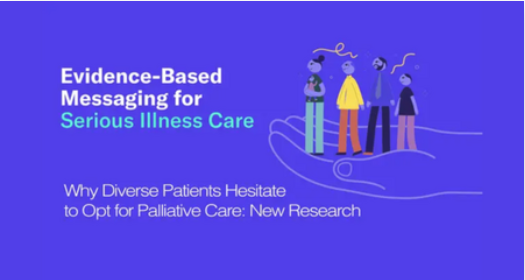 Evidence-Based
Messaging for
Serious Illness Care
Why Diverse Patients Hesitate
to Opt for Palliative Care: New Research